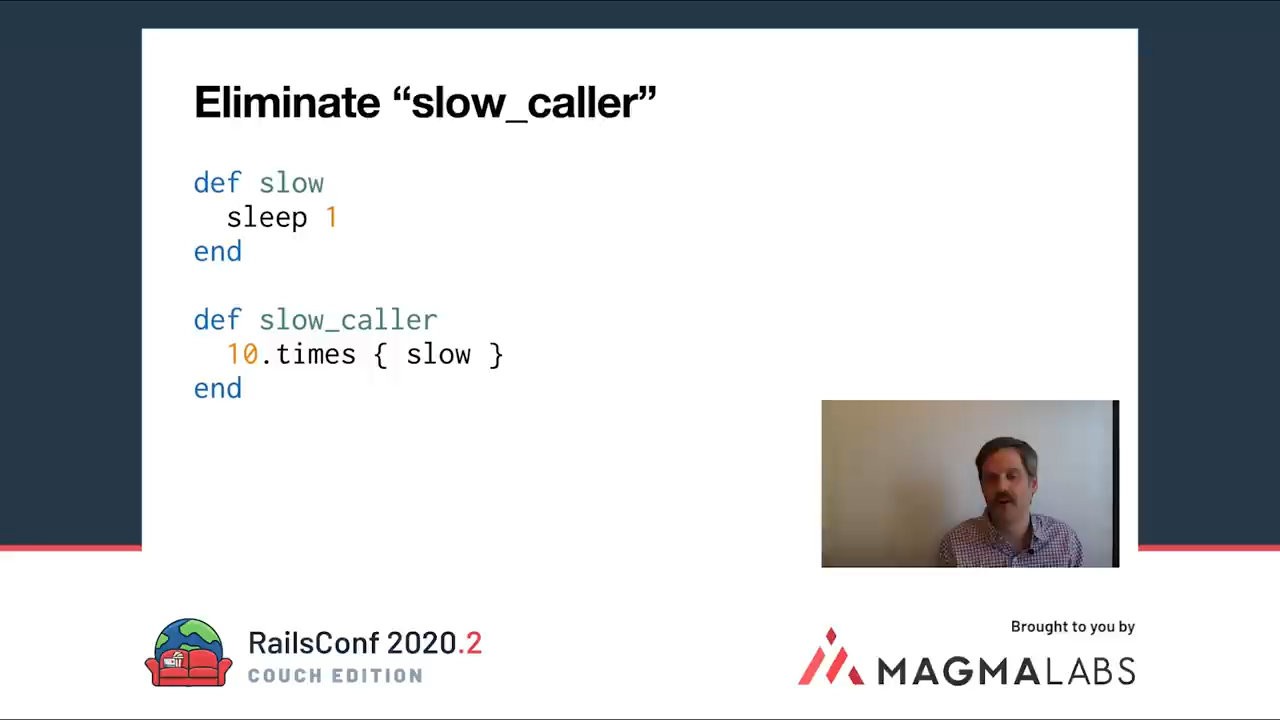 Eliminate “slow_caller”
def slow
  sleep 1
end
def slow_caller
  10.times { slow }
end
RailsConf 2020.2
COUCH EDITION
Brought to you by
MAGMALABS